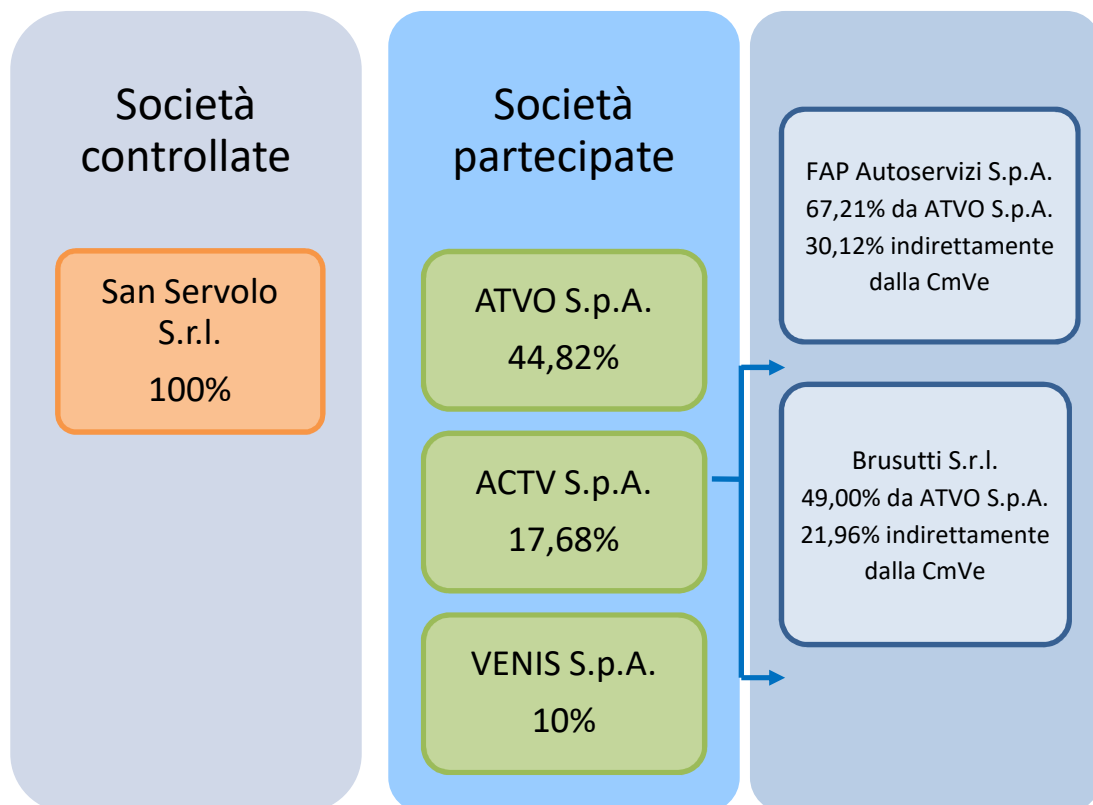 Società
controllate
San Servolo
S.r.l.
100%
Società
partecipate
ATVO S.p.A.
44,82%
ACTV S.p.A.
17,68%
VENIS S.p.A.
10%
FAP Autoservizi S.p.A.
67,21% da ATVO S.p.A.
30,12% indirettamente
dalla CmVe
Brusutti S.r.l.
49,00% da ATVO S.p.A.
21,96% indirettamente
dalla CmVe